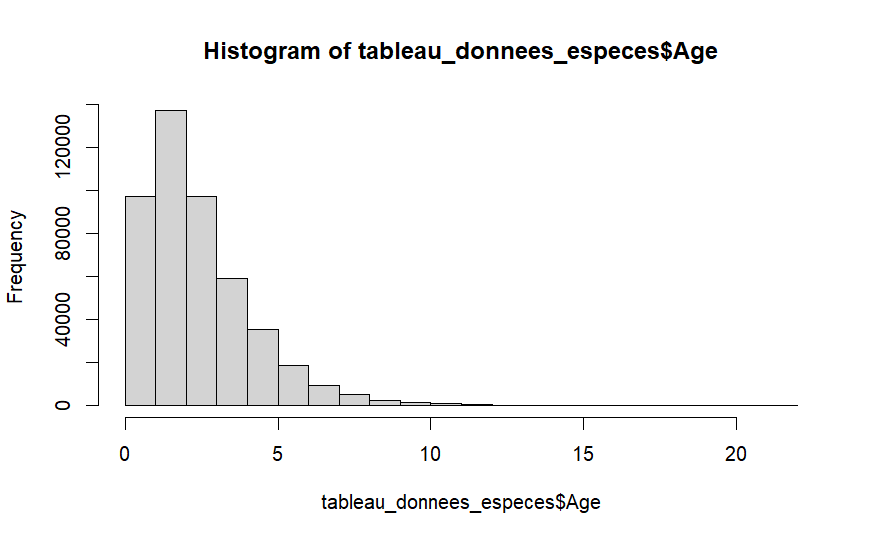 Histogram of tableau_donnees_especes$Age
Frequency
120000
80000
40000
0
0 5 10 15 20
tableau_donnees_especes$Age